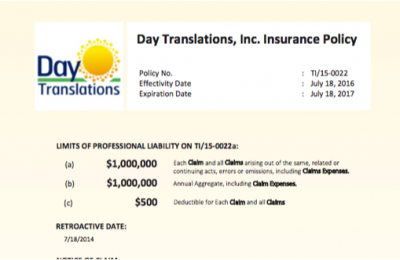 Day Translations, Inc. Insurance Policy
Day
Translations
Policy No. : TI/15-0022
Effectivity Date : July 18, 2016
Expiration Date : July 18, 2017
LIMITS OF PROFESSIONAL LIABILITY ON TI/15-0022a:
(a) $1,000,000 Each Claim and all Claims arising out of the same, related or
continuing acts, errors or omissions, including Claims Expenses.
(b) $1,000,000 Annual Aggregate, including Claim Expenses.
(c) $500 Deductible for Each Claim and all Claims
RETROACTIVE DATE:
7/18/2014